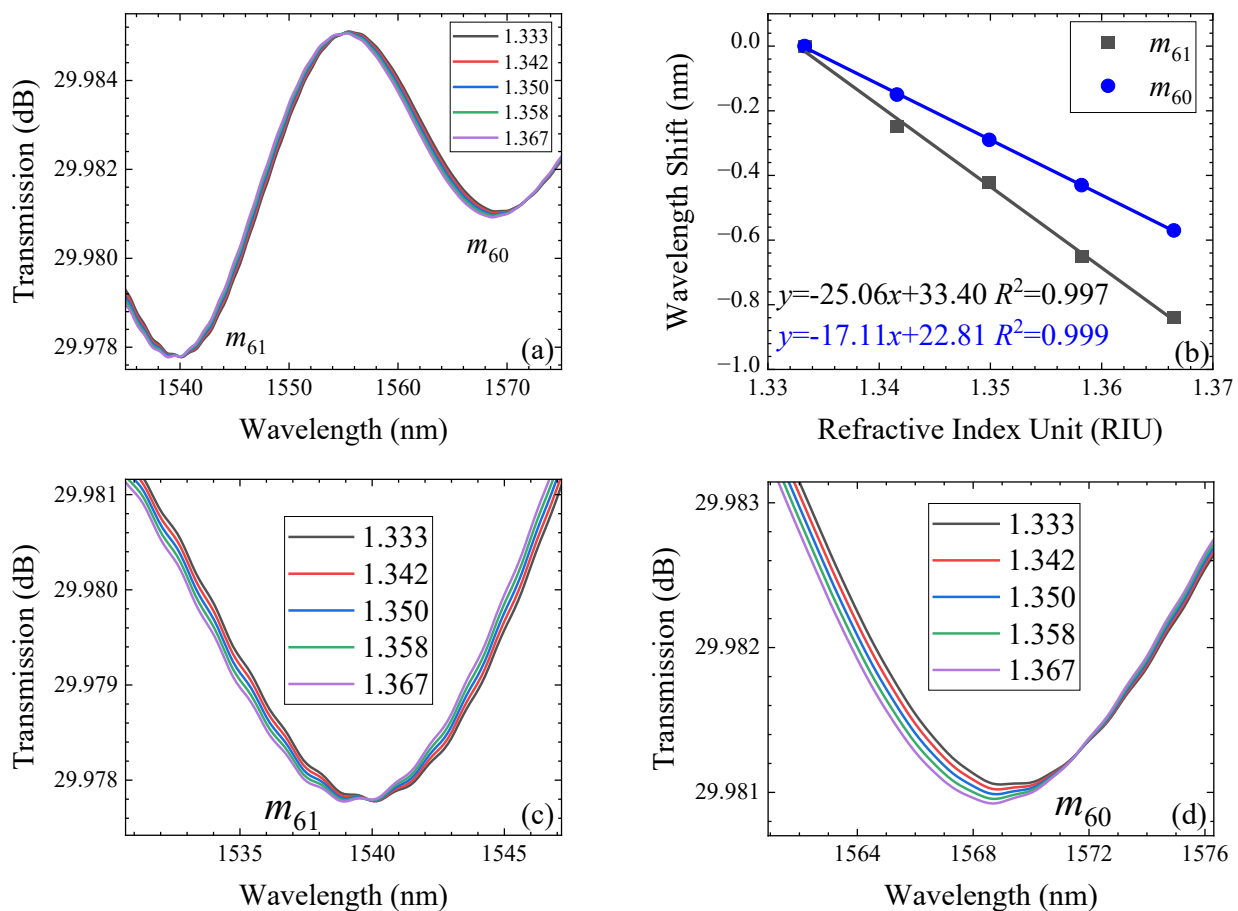 29.984
29.982
29.980
29.978
Transmission (dB)
1.333
1.342
1.350
1.358
1.367
m61
m60
(a)
1540 1550 1560 1570
Wavelength (nm)
0.0
−0.2
−0.4
−0.6
−0.8
−1.0
Wavelength Shift (nm)
m61
m60
y=-25.06x+33.40 R²=0.997
y=-17.11x+22.81 R²=0.999
(b)
1.33 1.34 1.35 1.36 1.37
Refractive Index Unit (RIU)
29.981
29.980
29.979
29.978
Transmission (dB)
1.333
1.342
1.350
1.358
1.367
m61
(c)
1535 1540 1545
Wavelength (nm)
29.983
29.982
29.981
Transmission (dB)
1.333
1.342
1.350
1.358
1.367
m60
(d)
1564 1568 1572 1576
Wavelength (nm)